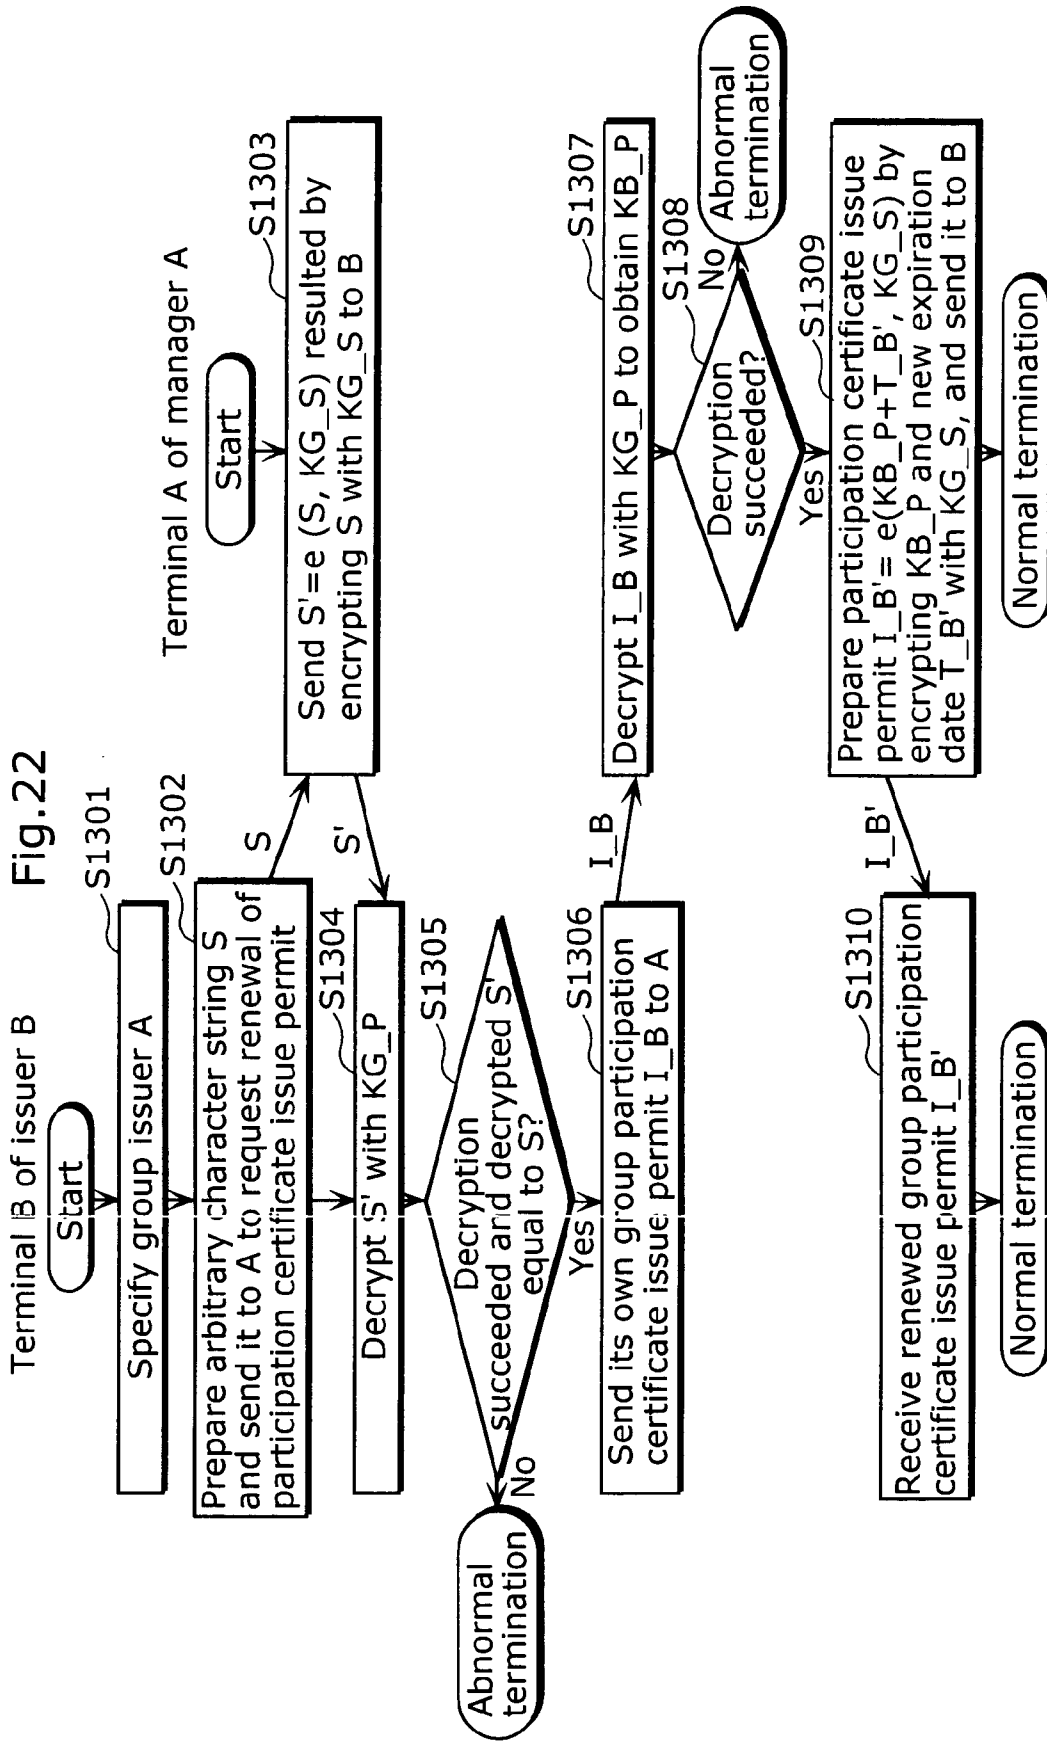 Fig.22
Terminal B of issuer B
Start
S1301
Specify group issuer A
S1302
Prepare arbitrary character string S
and send it to A to request renewal of
participation certificate issue permit
S
Terminal A of manager A
Start
S1303
Send S'=e (S, KG_S) resulted by
encrypting S with KG_S to B
S'
S1304
Decrypt S' with KG_P
S1305
Decryption
succeeded and decrypted S'
equal to S?
No
Abnormal
termination
Yes
S1306
Send its own group participation
certificate issue permit I_B to A
I_B
S1307
Decrypt I_B with KG_P to obtain KB_P
S1308
Decryption
succeeded?
No
Abnormal
termination
Yes
S1309
Prepare participation certificate issue
permit I_B'= e(KB_P+T_B', KG_S) by
encrypting KB_P and new expiration
date T_B' with KG_S, and send it to B
Normal termination
I_B'
S1310
Receive renewed group participation
certificate issue permit I_B'
Normal termination